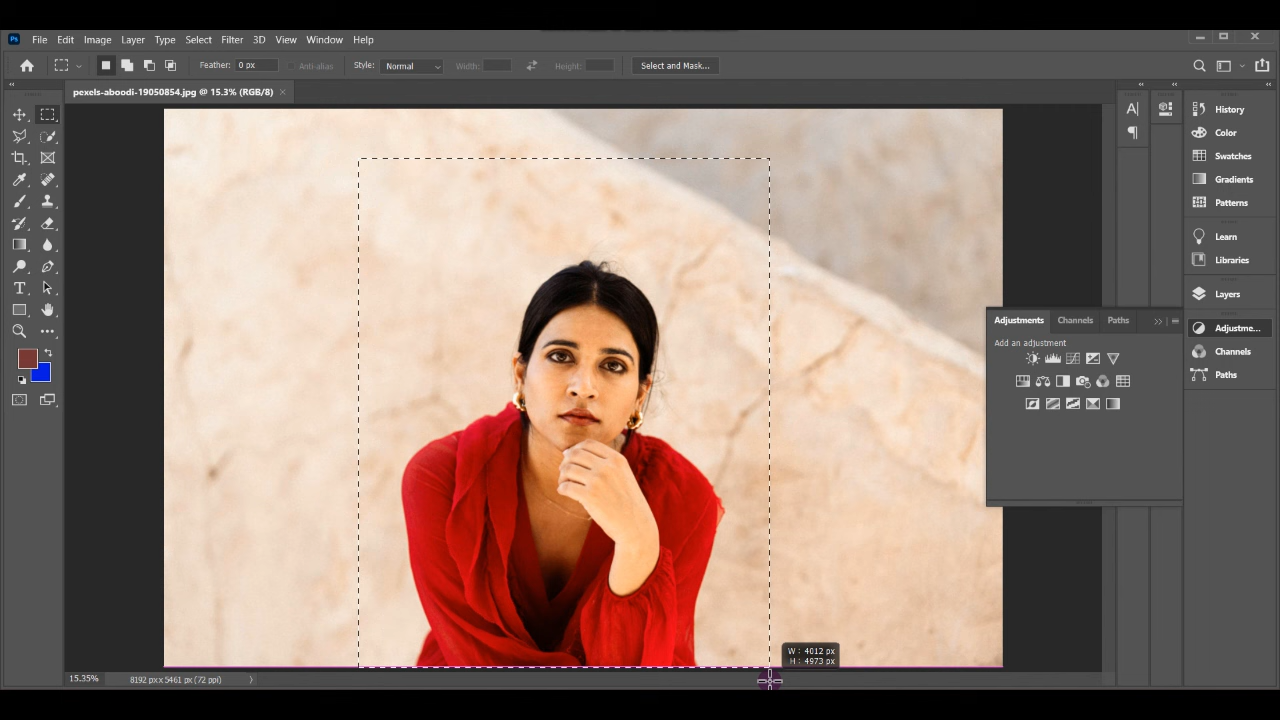 Ps File Edit Image Layer Type Select Filter 3D View Window Help
Feather: 0 px Anti-alias Style: Normal Width: Height: Select and Mask...
pexels-aboodi-19050854.jpg @ 15.3% (RGB/8) ×
History
Color
Swatches
Gradients
Patterns
Learn
Libraries
Layers
Adjustme...
Channels
Paths
Adjustments Channels Paths
Add an adjustment
W: 4012 px
H: 4973 px
15.35% 8192 px x 5461 px (72 ppi)